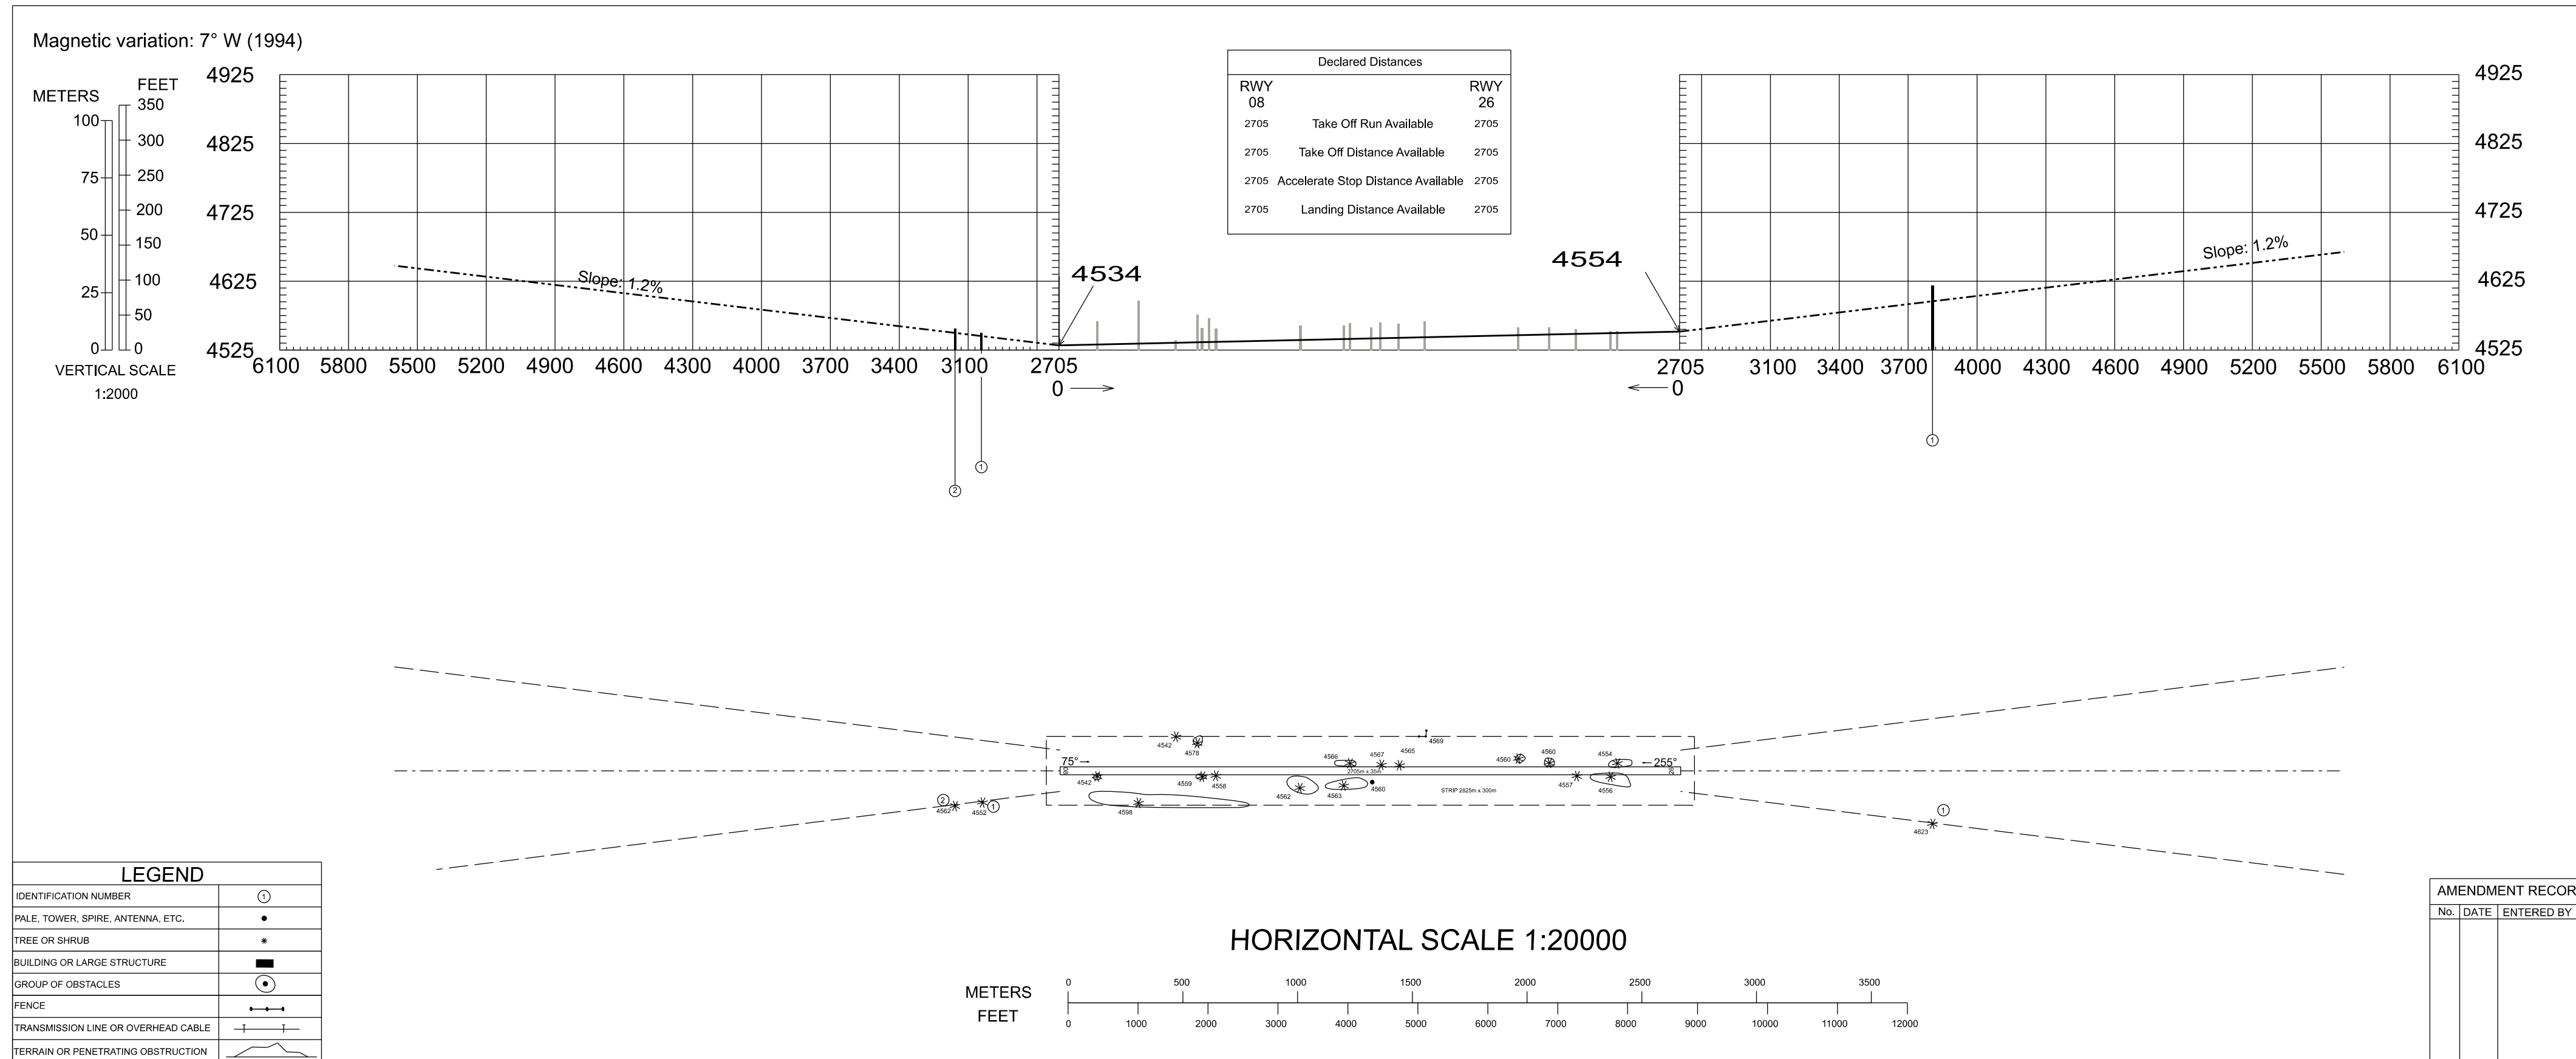 Magnetic variation: 7° W (1994)
METERS
FEET
100
75
50
25
0
350
300
250
200
150
100
50
0
VERTICAL SCALE
1:2000
4925
4825
4725
4625
4525
Slope: 1.2%
6100 5800 5500 5200 4900 4600 4300 4000 3700 3400 3100 2705
0
4534
Declared Distances
RWY RWY
08 26
2705 Take Off Run Available 2705
2705 Take Off Distance Available 2705
2705 Accelerate Stop Distance Available 2705
2705 Landing Distance Available 2705
4554
Slope: 1.2%
4925
4825
4725
4625
4525
2705 3100 3400 3700 4000 4300 4600 4900 5200 5500 5800 6100
0
1
2
1
4542
4578
4566
4567
4565
4569
4560
4560
4554
75°
255°
08
2705m x 35m
26
4542
4559
4558
4562
4563
4560
STRIP 2825m x 300m
4557
4556
2
4562
4552
1
4598
1
4623
LEGEND
IDENTIFICATION NUMBER 1
PALE, TOWER, SPIRE, ANTENNA, ETC.
TREE OR SHRUB
BUILDING OR LARGE STRUCTURE
GROUP OF OBSTACLES
FENCE
TRANSMISSION LINE OR OVERHEAD CABLE
TERRAIN OR PENETRATING OBSTRUCTION
HORIZONTAL SCALE 1:20000
METERS
0 500 1000 1500 2000 2500 3000 3500
FEET
0 1000 2000 3000 4000 5000 6000 7000 8000 9000 10000 11000 12000
AMENDMENT RECOR
No. DATE ENTERED BY